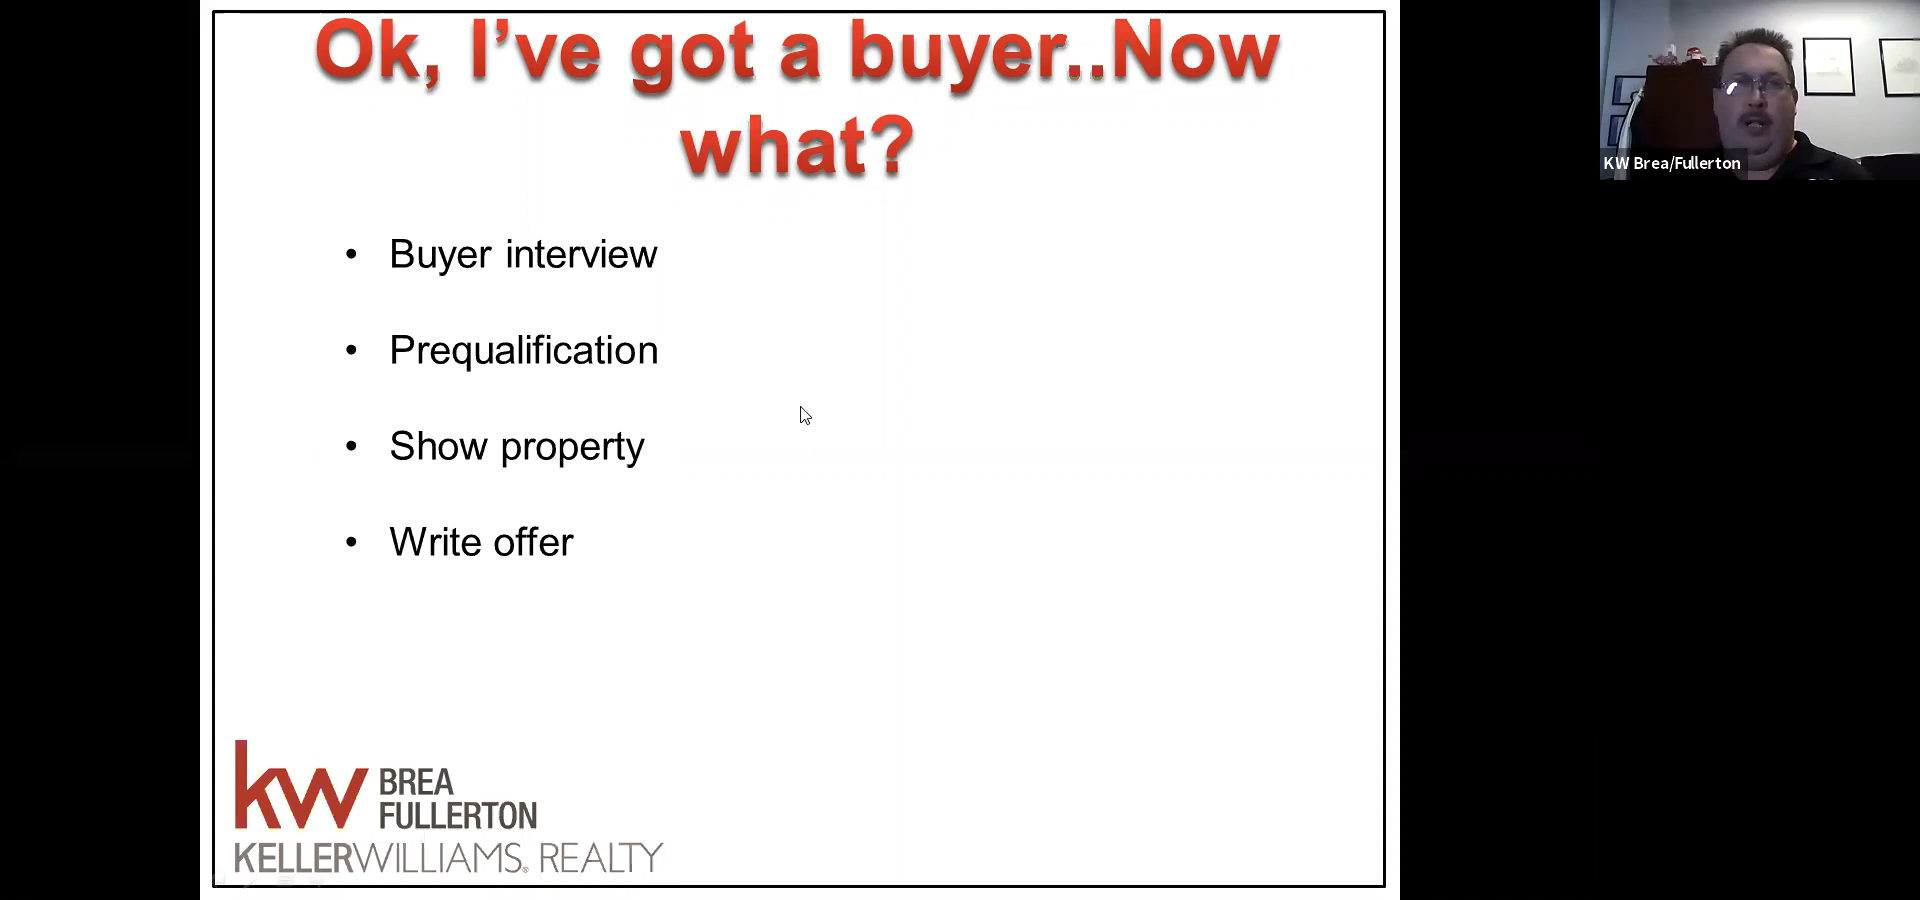 Ok, I’ve got a buyer..Now
what?
• Buyer interview
• Prequalification
• Show property
• Write offer
kw BREA
FULLERTON
KELLERWILLIAMS. REALTY
KW Brea/Fullerton